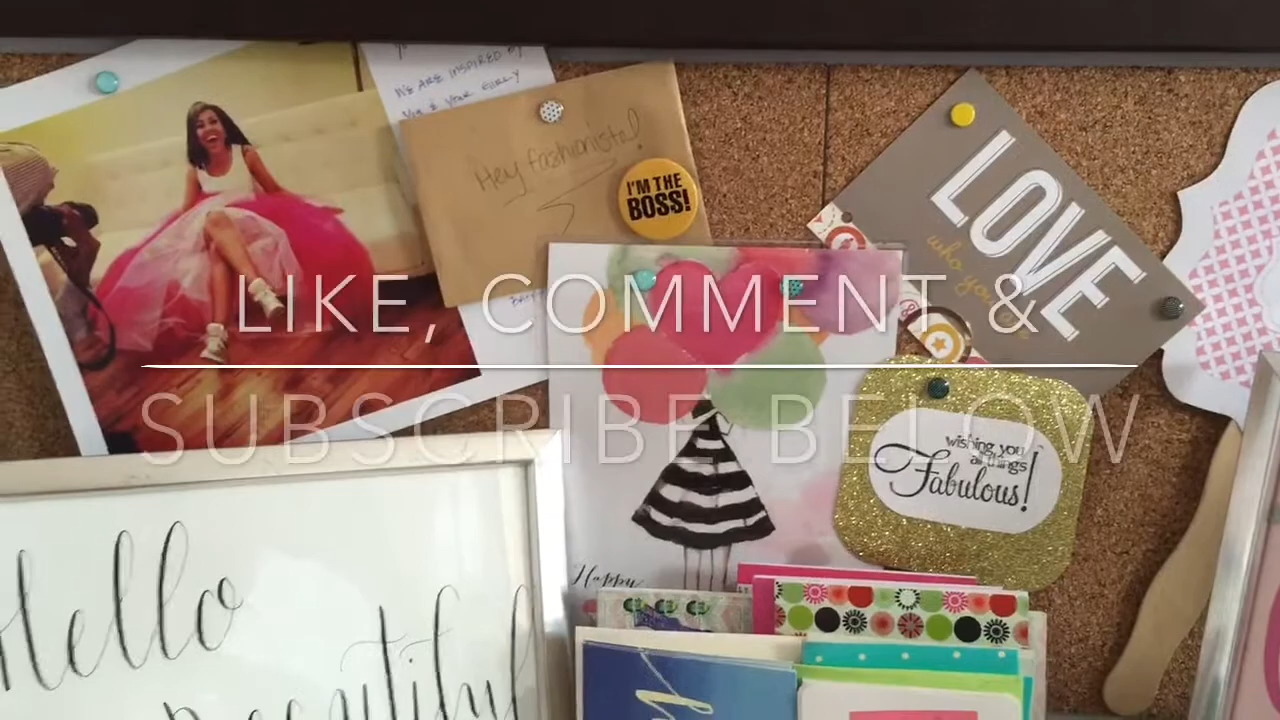 WE ARE INSPIRED by
Hey fashionista!
I'M THE
BOSS!
LOVE
who you
LIKE, COMMENT &
SUBSCRIBE BELOW
wishing you
all things
Fabulous!
Happy
Hello
beautiful